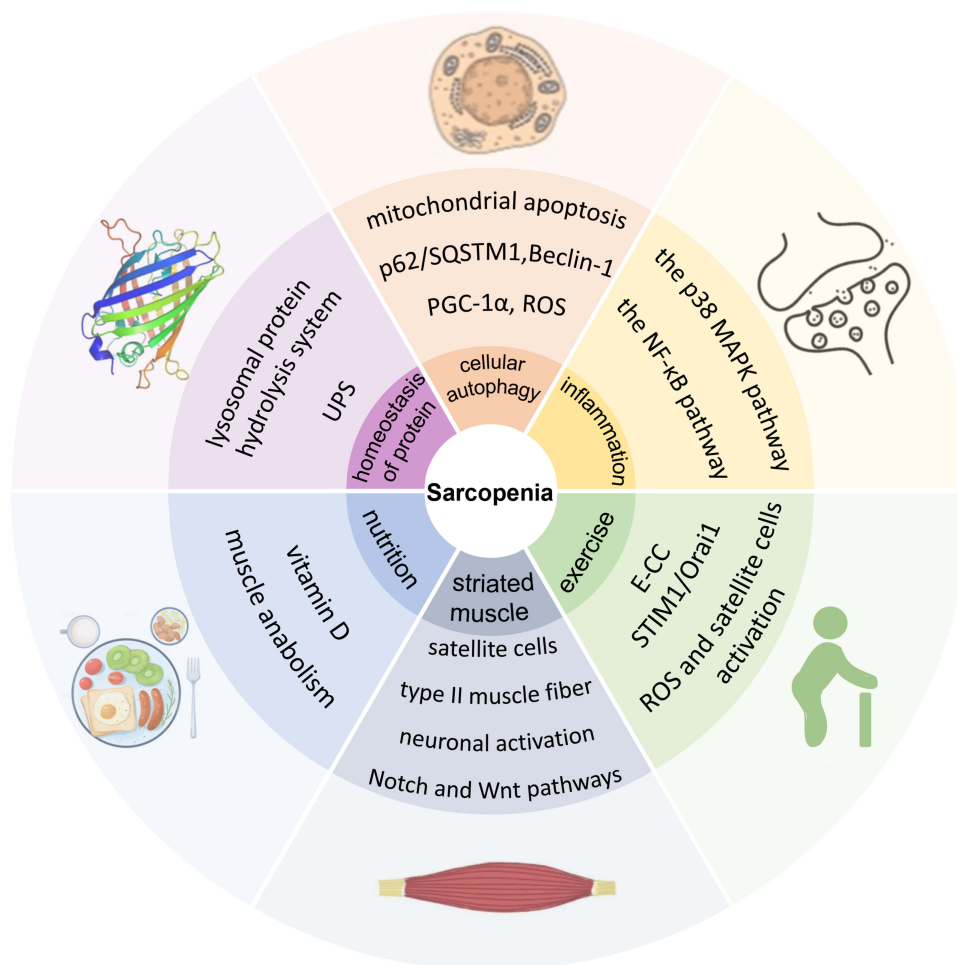 mitochondrial apoptosis
p62/SQSTM1,Beclin-1
PGC-1α, ROS
cellular
autophagy
the p38 MAPK pathway
the NF-κB pathway
inflammation
lysosomal protein
hydrolysis system
UPS
homeostasis
of protein
Sarcopenia
nutrition
vitamin D
muscle anabolism
striated
muscle
satellite cells
type II muscle fiber
neuronal activation
Notch and Wnt pathways
exercise
E-CC
STIM1/Orai1
ROS and satellite cells
activation